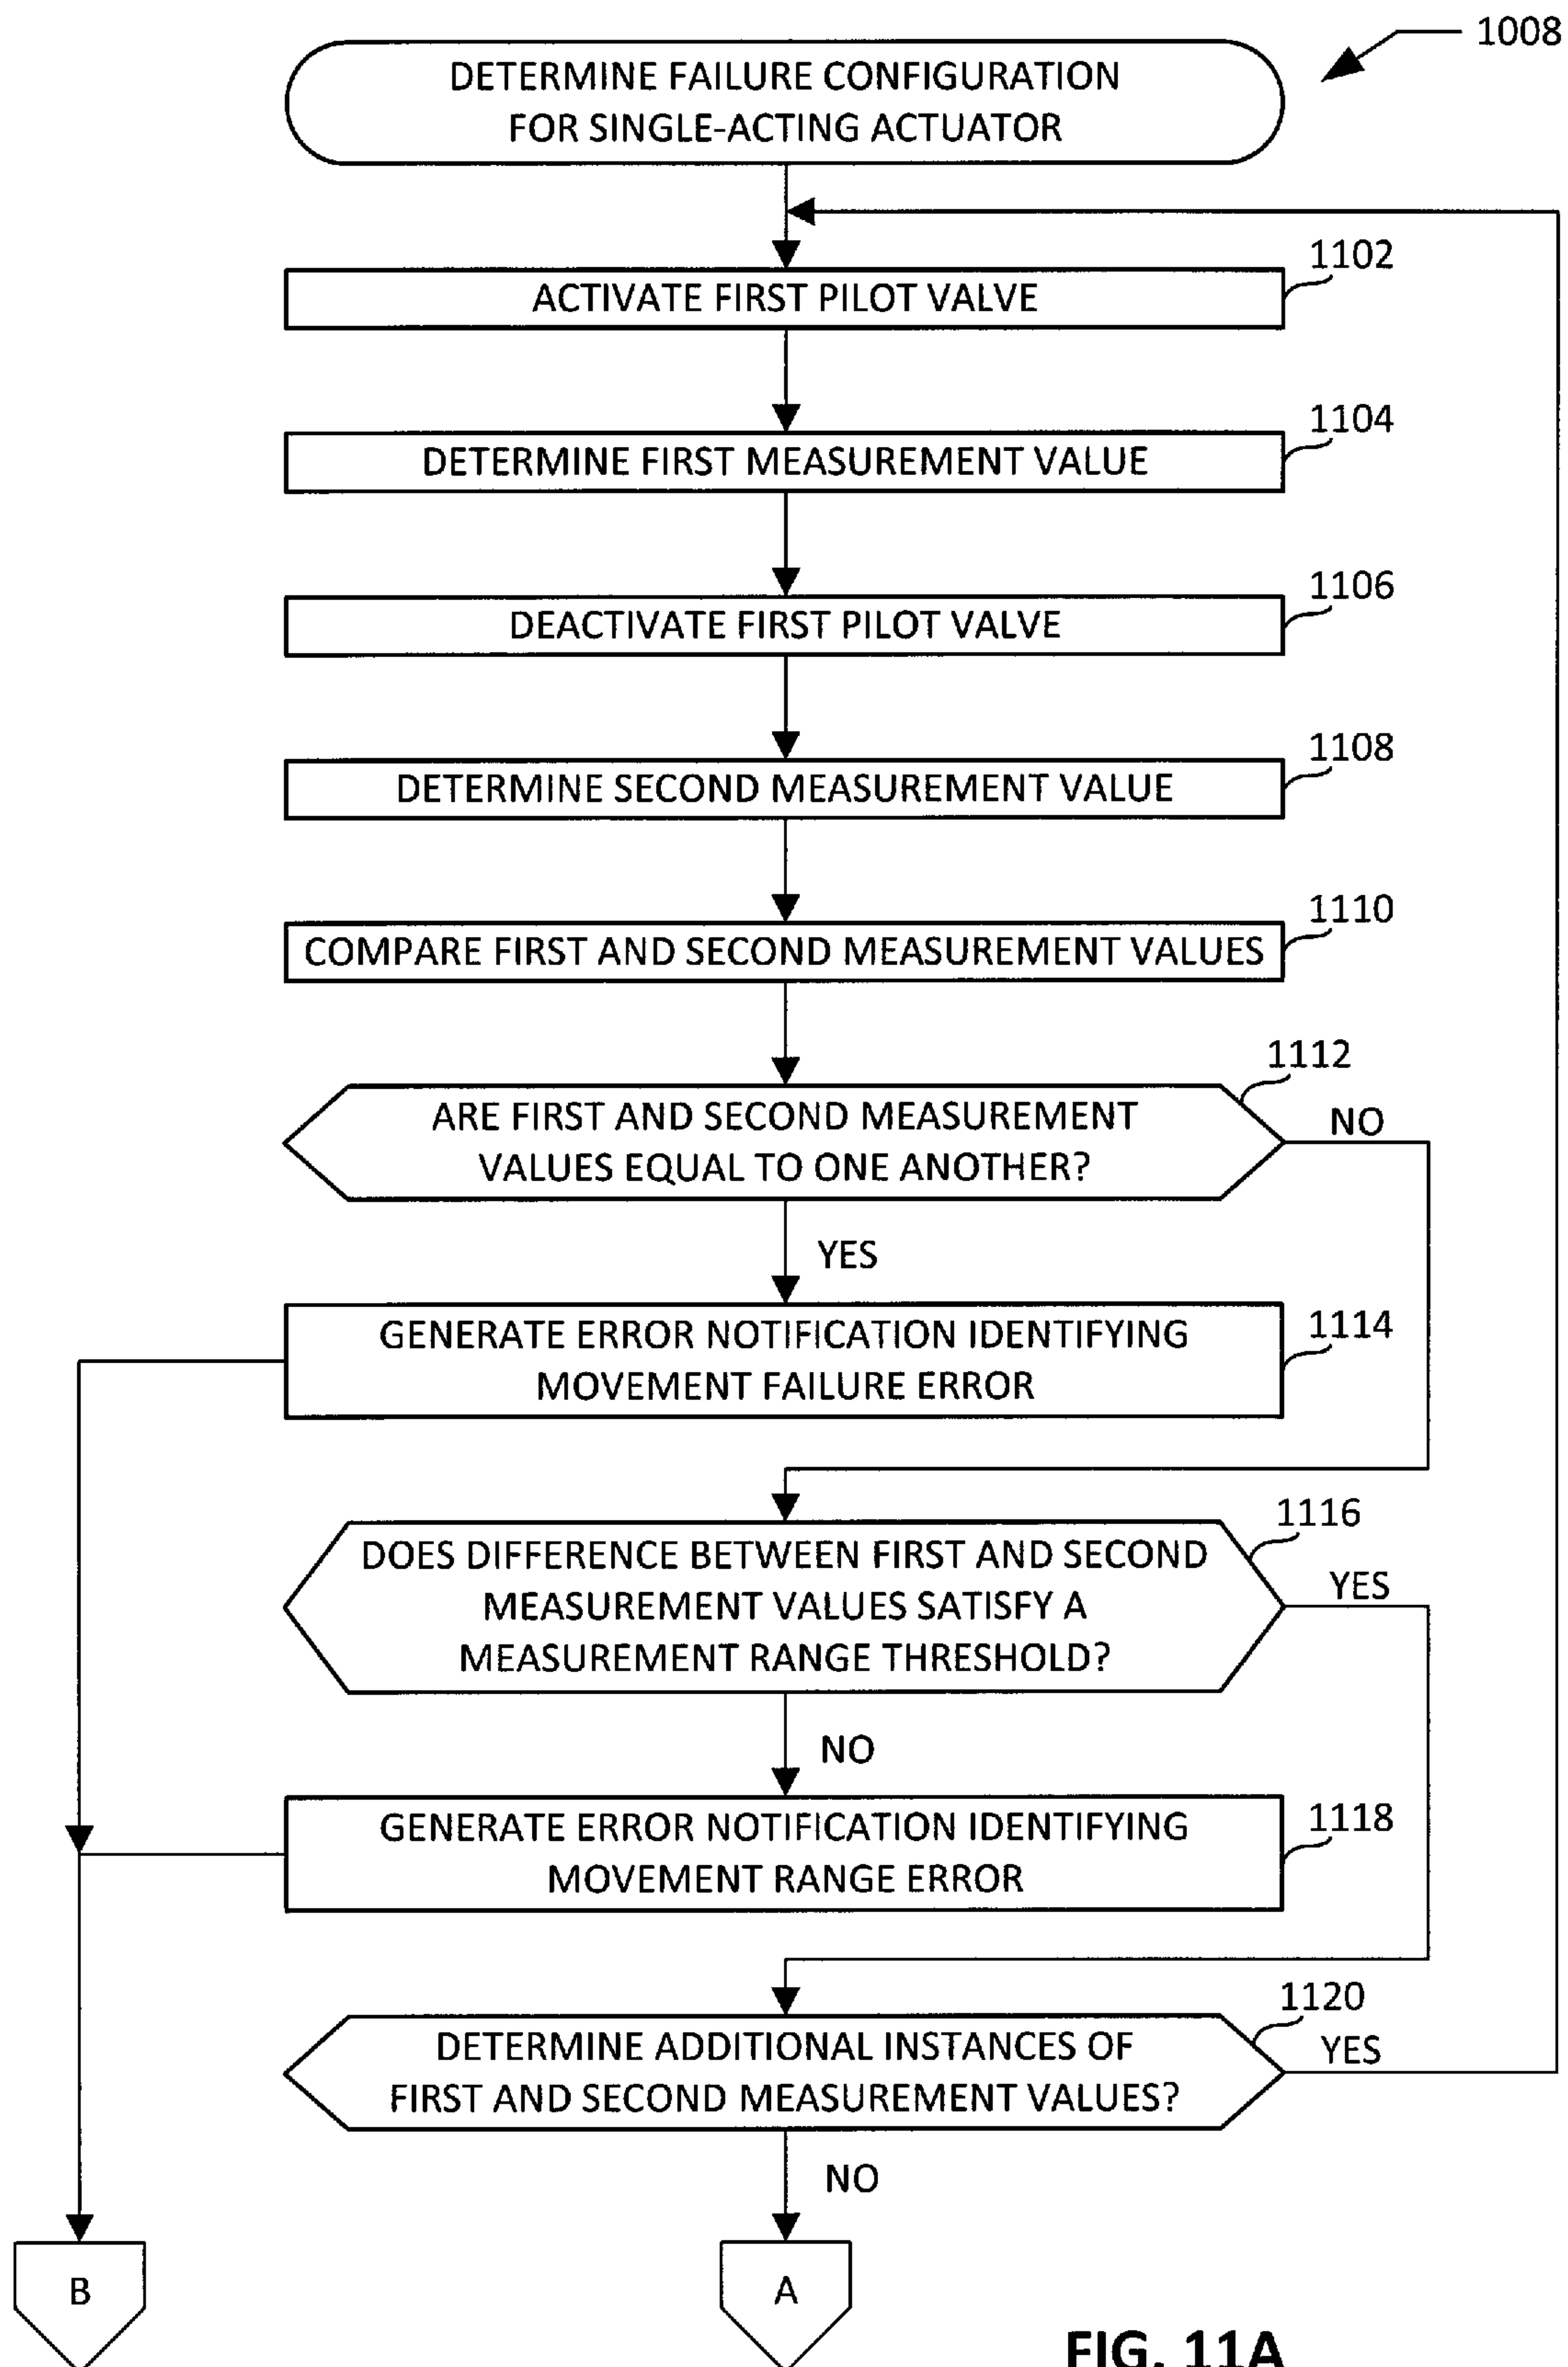 1008
DETERMINE FAILURE CONFIGURATION
FOR SINGLE-ACTING ACTUATOR
1102
ACTIVATE FIRST PILOT VALVE
1104
DETERMINE FIRST MEASUREMENT VALUE
1106
DEACTIVATE FIRST PILOT VALVE
1108
DETERMINE SECOND MEASUREMENT VALUE
1110
COMPARE FIRST AND SECOND MEASUREMENT VALUES
1112
ARE FIRST AND SECOND MEASUREMENT
VALUES EQUAL TO ONE ANOTHER?
NO
YES
1114
GENERATE ERROR NOTIFICATION IDENTIFYING
MOVEMENT FAILURE ERROR
1116
DOES DIFFERENCE BETWEEN FIRST AND SECOND
MEASUREMENT VALUES SATISFY A
MEASUREMENT RANGE THRESHOLD?
YES
NO
1118
GENERATE ERROR NOTIFICATION IDENTIFYING
MOVEMENT RANGE ERROR
1120
DETERMINE ADDITIONAL INSTANCES OF
FIRST AND SECOND MEASUREMENT VALUES?
YES
NO
B
A
FIG. 11A